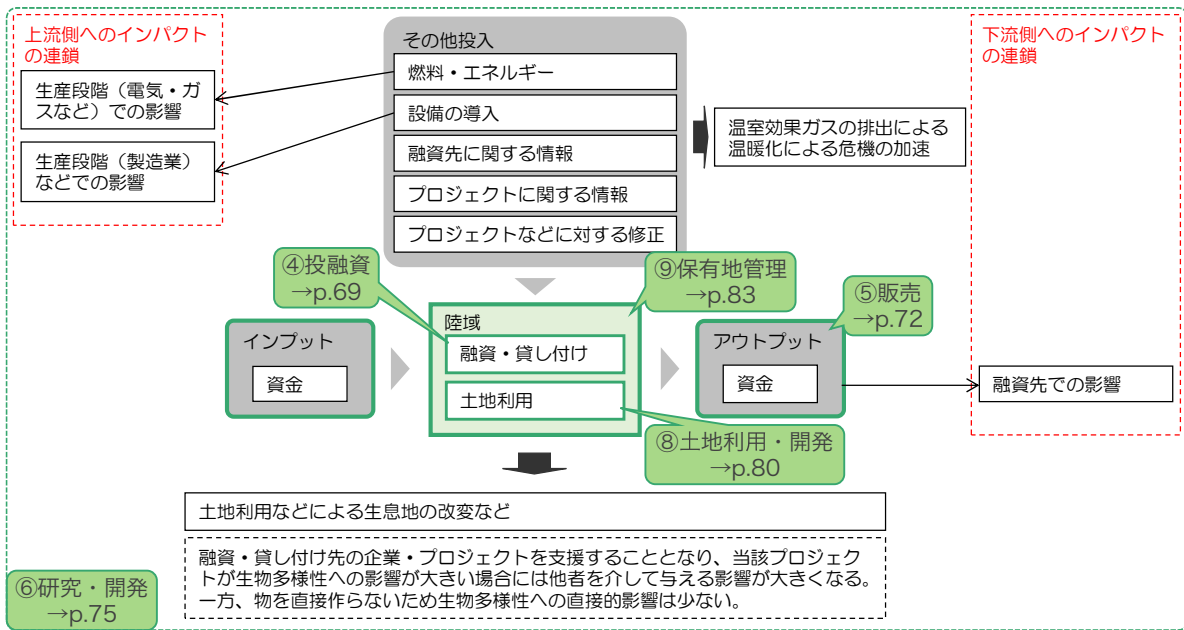 上流側へのインパクト
の連鎖
生産段階（電気・ガ
スなど）での影響
生産段階（製造業）
などでの影響
その他投入
燃料・エネルギー
設備の導入
融資先に関する情報
プロジェクトに関する情報
プロジェクトなどに対する修正
温室効果ガスの排出による
温暖化による危機の加速
下流側へのインパクト
の連鎖
④投融資
→p.69
⑨保有地管理
→p.83
⑤販売
→p.72
インプット
資金
陸域
融資・貸し付け
土地利用
アウトプット
資金
融資先での影響
⑧土地利用・開発
→p.80
土地利用などによる生息地の改変など
融資・貸し付け先の企業・プロジェクトを支援することとなり、当該プロジェク
トが生物多様性への影響が大きい場合には他者を介して与える影響が大きくなる。
一方、物を直接作らないため生物多様性への直接的影響は少ない。
⑥研究・開発
→p.75